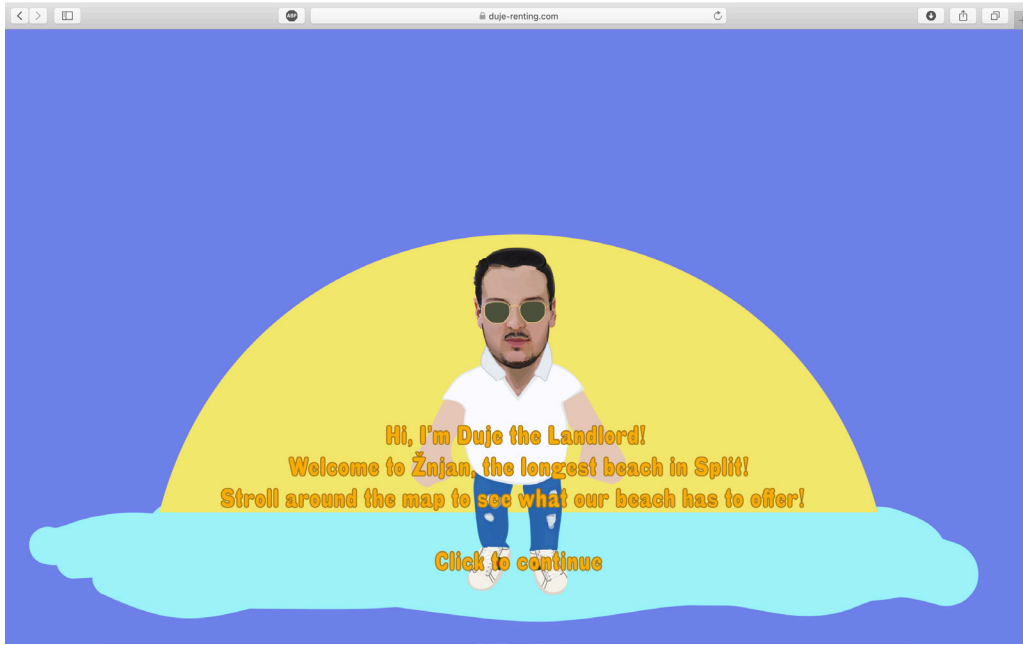 ABP
duje-renting.com
Hi, I'm Duje the Landlord!
Welcome to Žnjan, the longest beach in Split!
Stroll around the map to see what our beach has to offer!
Click to continue